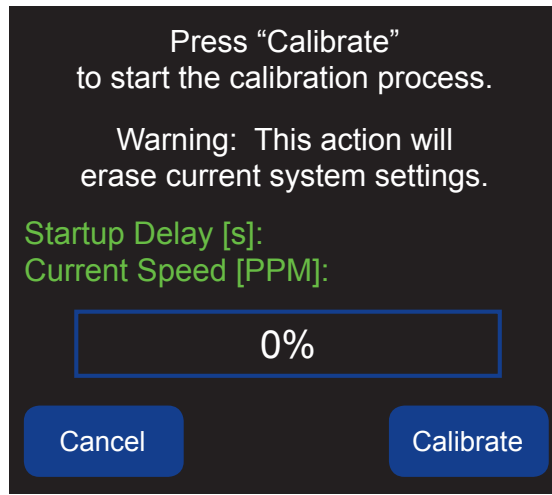 Press “Calibrate”
to start the calibration process.
Warning: This action will
erase current system settings.
Startup Delay [s]:
Current Speed [PPM]:
0%
Cancel
Calibrate